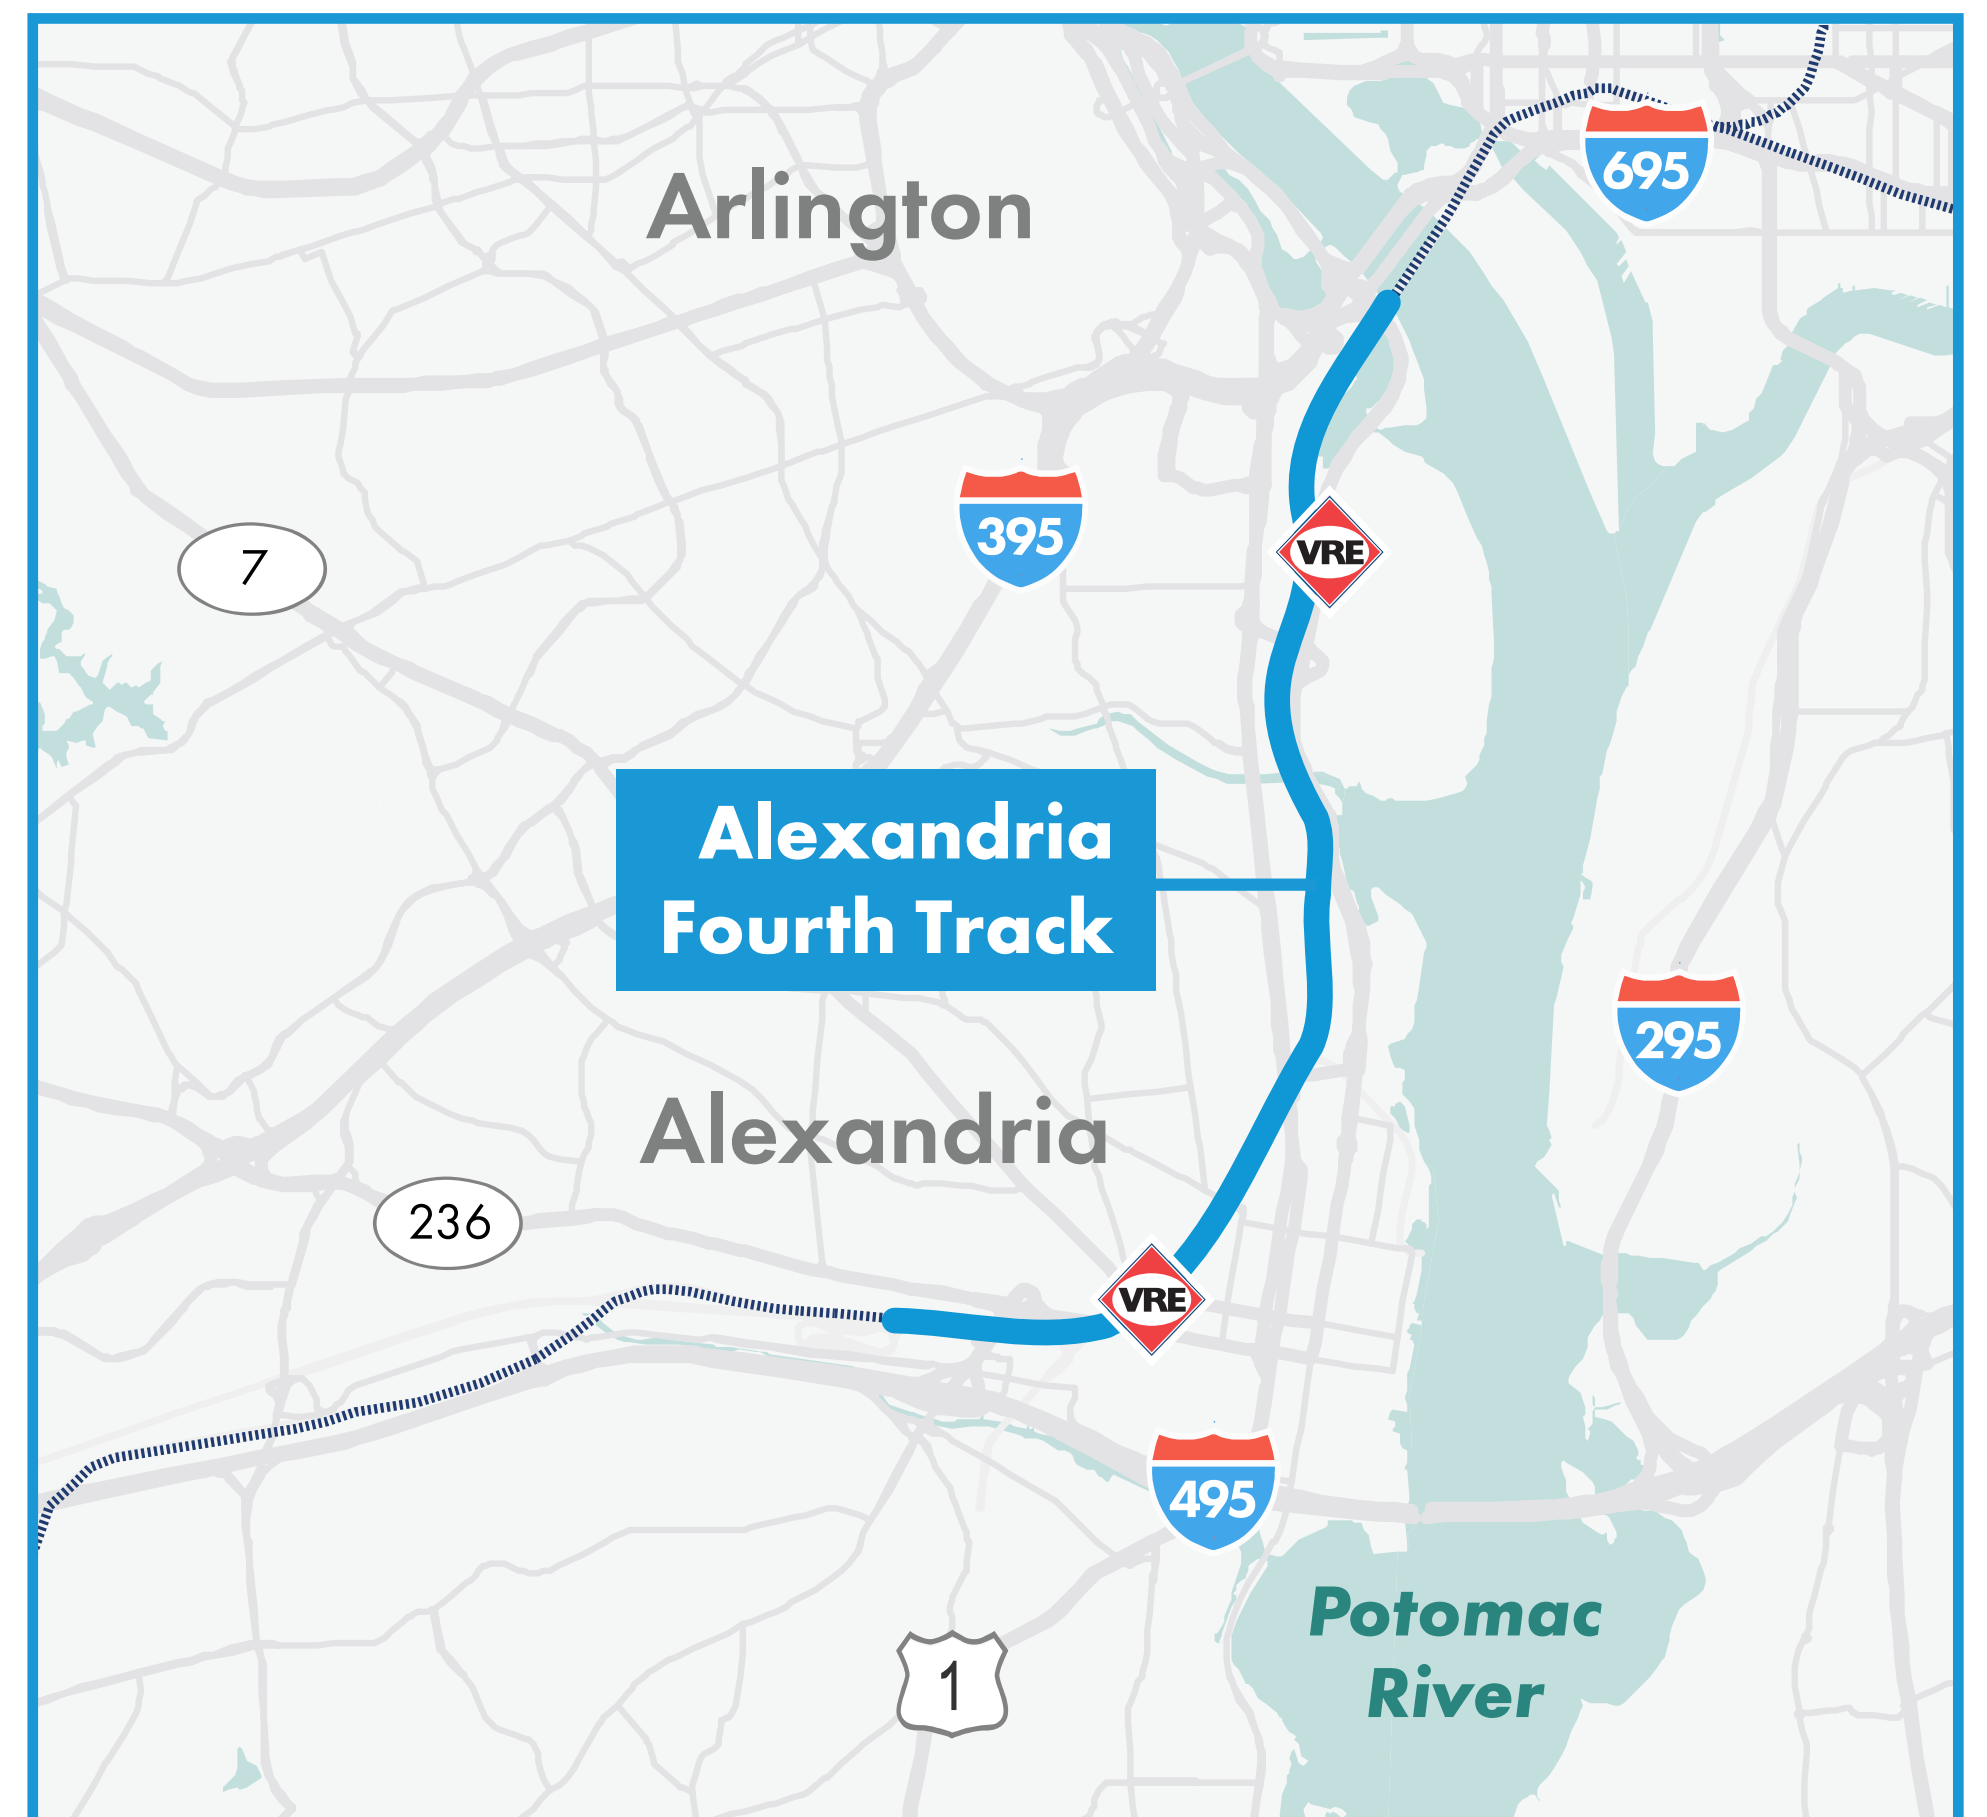 695
Arlington
395
VRE
7
Alexandria
Fourth Track
295
Alexandria
236
VRE
495
Potomac
River
1